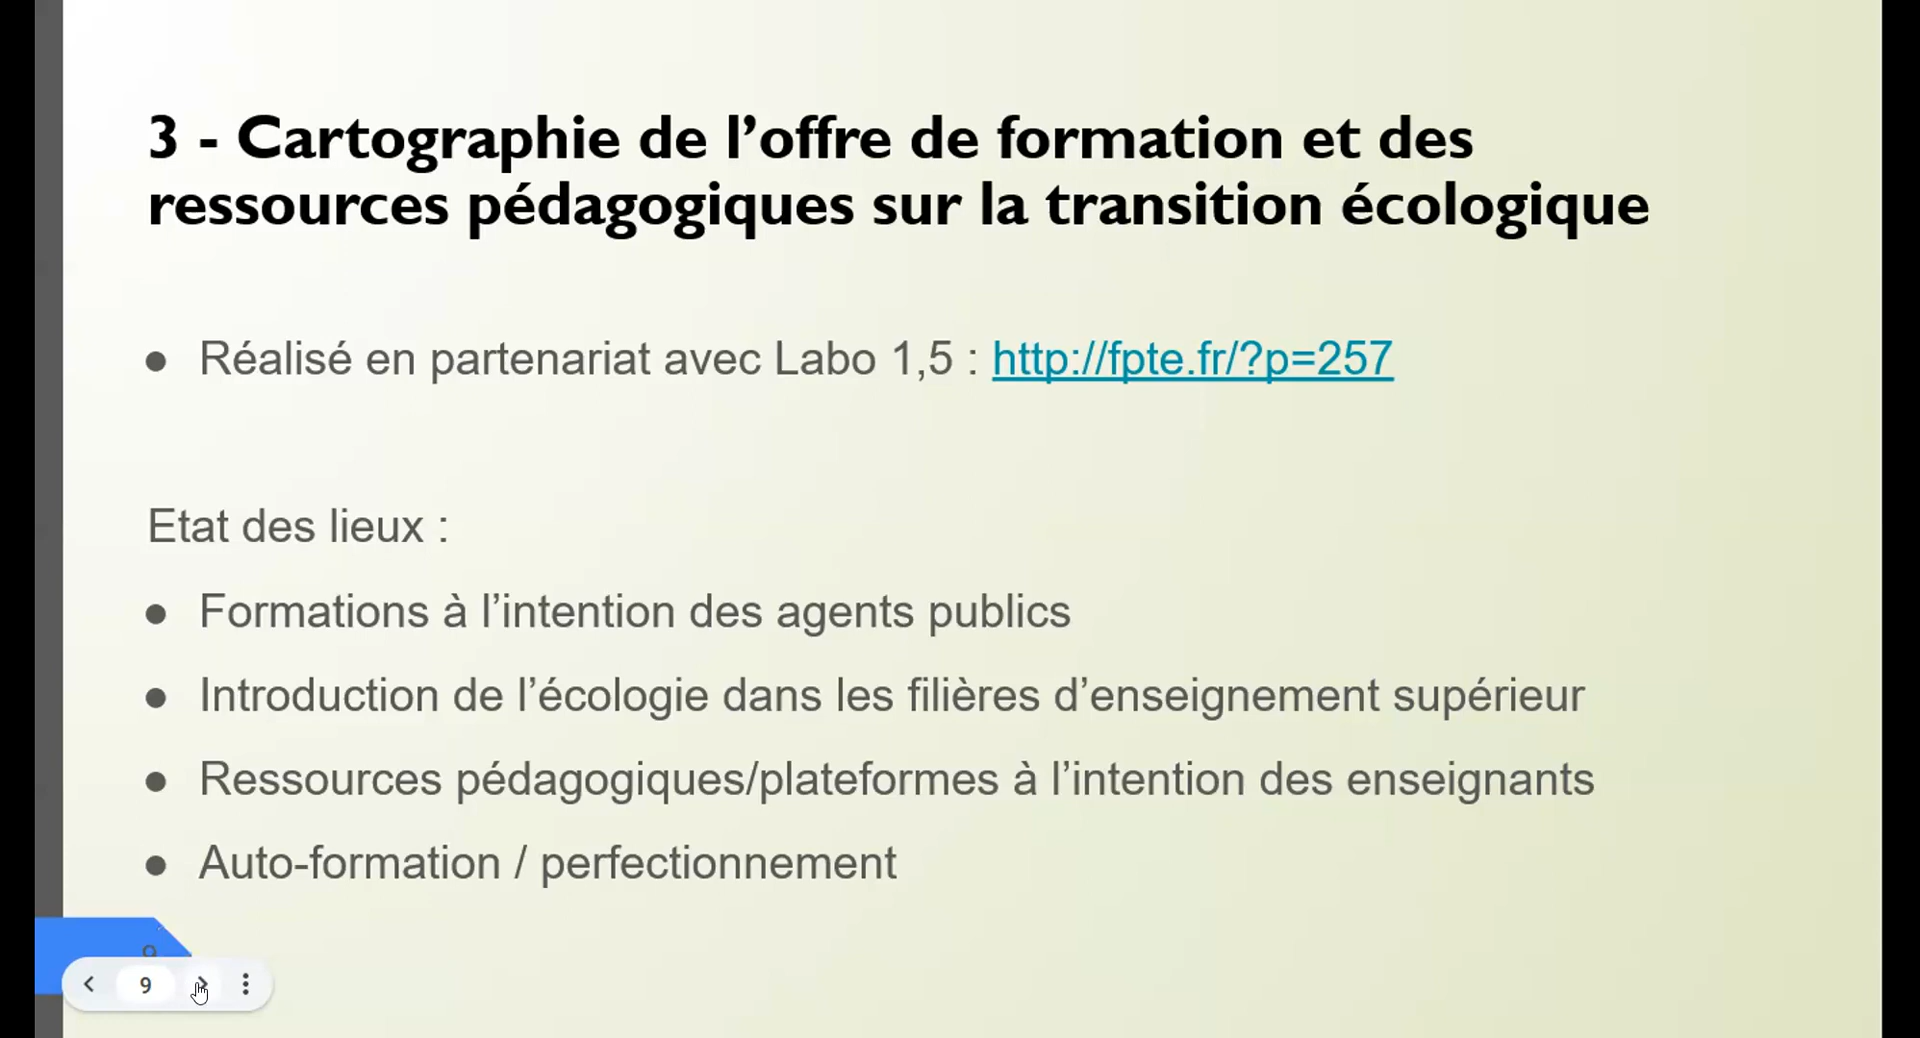 3 - Cartographie de l’offre de formation et des
ressources pédagogiques sur la transition écologique
● Réalisé en partenariat avec Labo 1,5 : http://fpte.fr/?p=257
Etat des lieux :
● Formations à l’intention des agents publics
● Introduction de l’écologie dans les filières d’enseignement supérieur
● Ressources pédagogiques/plateformes à l’intention des enseignants
● Auto-formation / perfectionnement
9
9